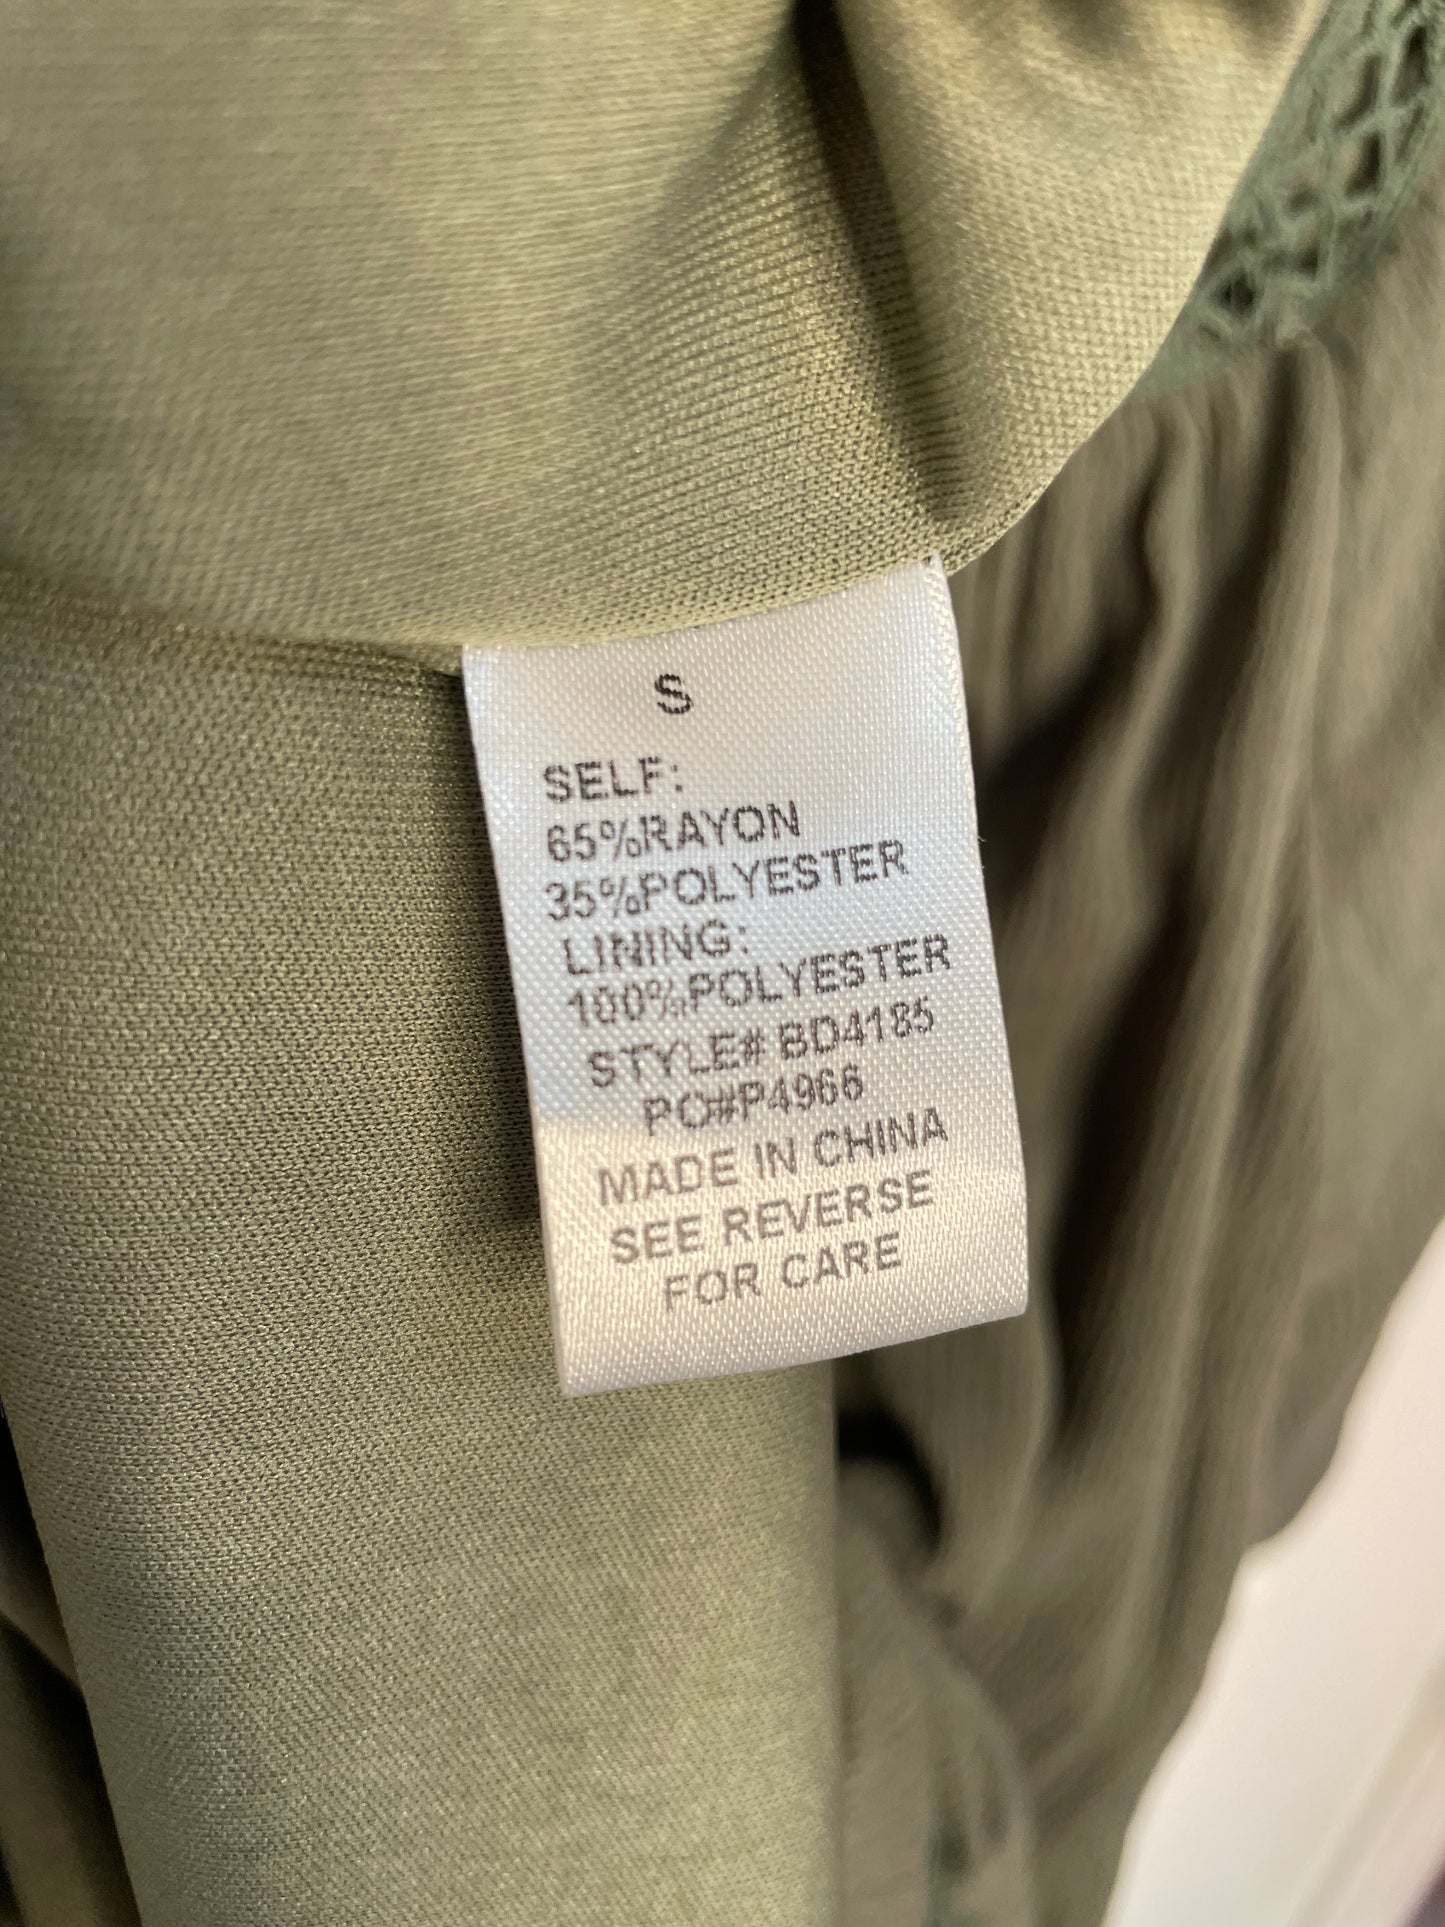 S
SELF:
65%RAYON
35%POLYESTER
LINING:
100%POLYESTER
STYLE# BD4185
PO#P4966
MADE IN CHINA
SEE REVERSE
FOR CARE